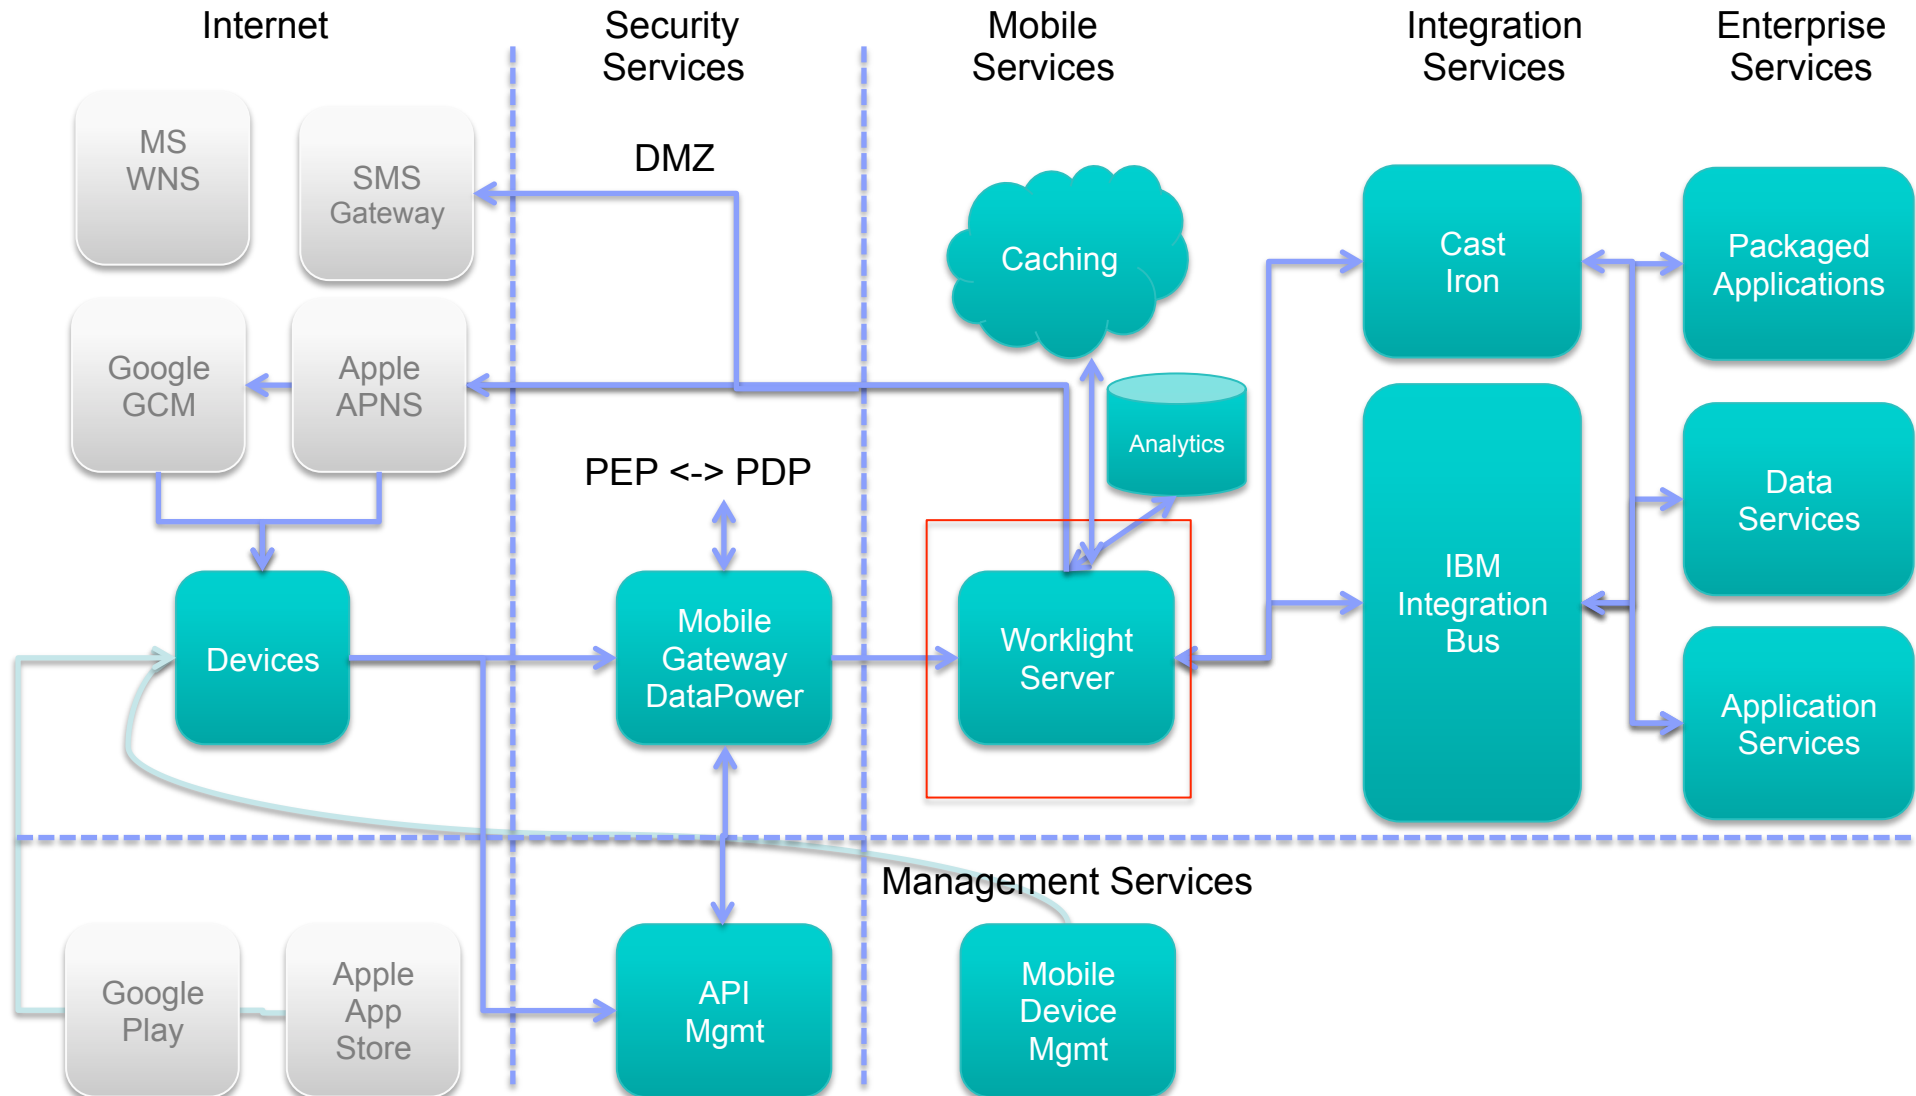 Internet
Security
Services
Mobile
Services
Integration
Services
Enterprise
Services
MS
WNS
SMS
Gateway
DMZ
Caching
Cast
Iron
Packaged
Applications
Google
GCM
Apple
APNS
Analytics
PEP <-> PDP
Data
Services
IBM
Integration
Bus
Devices
Mobile
Gateway
DataPower
Worklight
Server
Application
Services
Management Services
Google
Play
Apple
App
Store
API
Mgmt
Mobile
Device
Mgmt